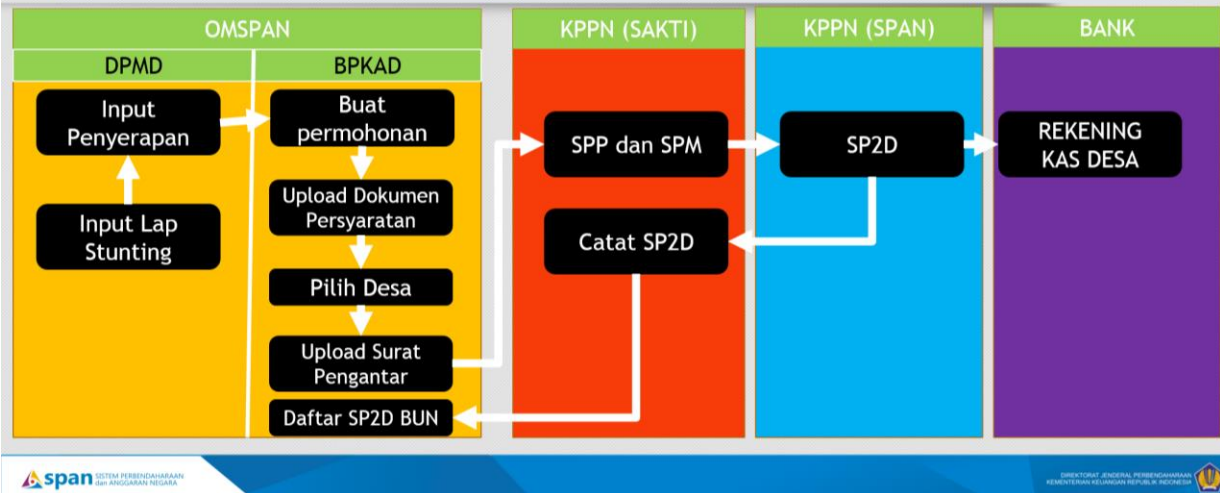 OMSPAN
KPPN (SAKTI)
KPPN (SPAN)
BANK
DPMD
BPKAD
Input
Penyerapan
Input Lap
Stunting
Buat
permohonan
Upload Dokumen
Persyaratan
Pilih Desa
Upload Surat
Pengantar
Daftar SP2D BUN
SPP dan SPM
Catat SP2D
SP2D
REKENING
KAS DESA
span
SISTEM PERBENDAHARAAN
dan ANGGARAN NEGARA
DIREKTORAT JENDERAL PERBENDAHARAAN
KEMENTERIAN KEUANGAN REPUBLIK INDONESIA